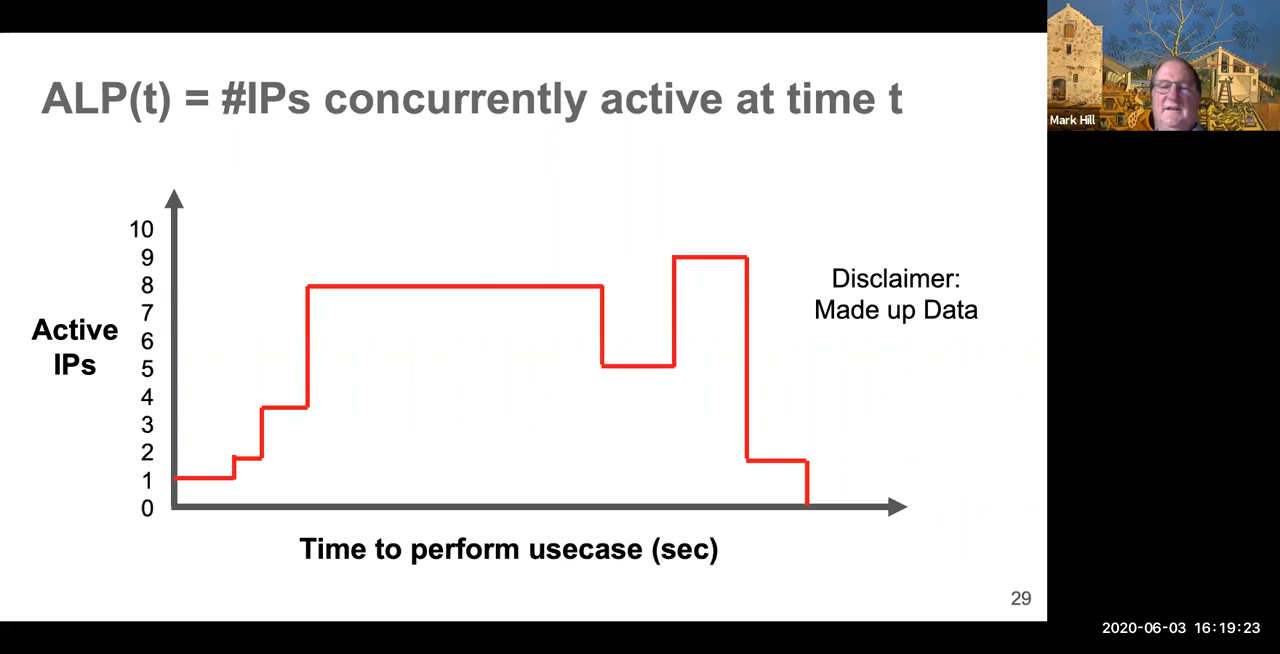 ALP(t) = #IPs concurrently active at time t
Mark Hill
10
9
8
7
6
5
4
3
2
1
0
Active
IPs
Disclaimer:
Made up Data
Time to perform usecase (sec)
29
2020-06-03 16:19:23